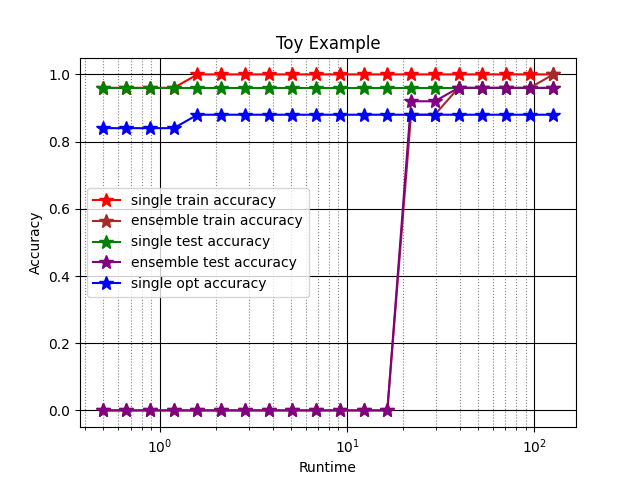 Toy Example
1.0
0.8
0.6
0.4
0.2
0.0
Accuracy
single train accuracy
ensemble train accuracy
single test accuracy
ensemble test accuracy
single opt accuracy
10⁰
10¹
10²
Runtime